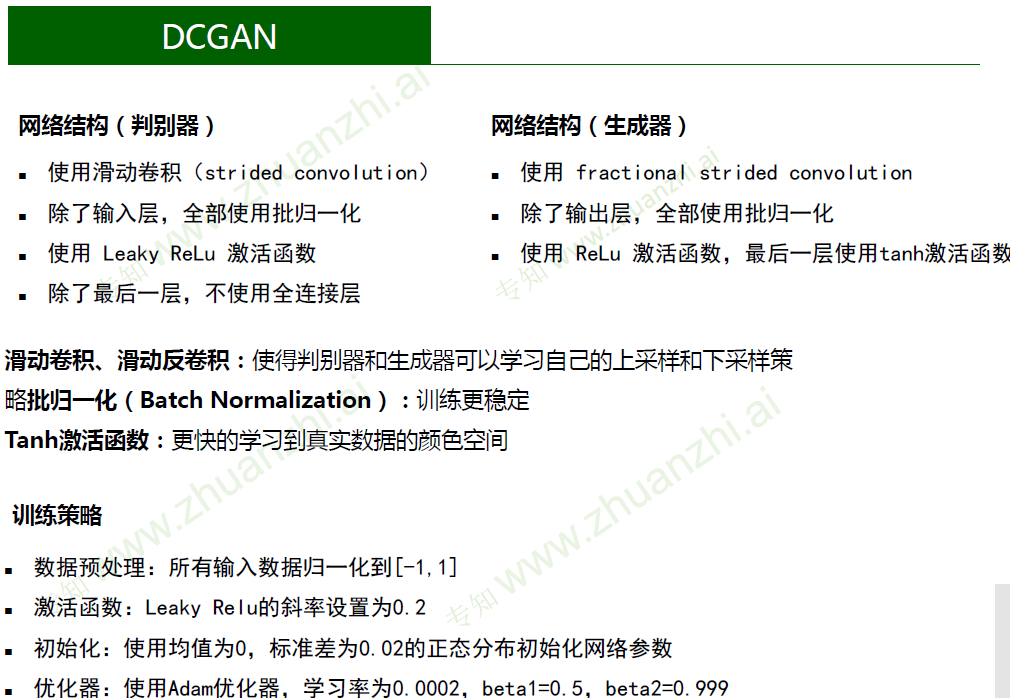 DCGAN
网络结构（判别器）
▪ 使用滑动卷积（strided convolution）
▪ 除了输入层，全部使用批归一化
▪ 使用 Leaky ReLu 激活函数
▪ 除了最后一层，不使用全连接层
网络结构（生成器）
▪ 使用 fractional strided convolution
▪ 除了输出层，全部使用批归一化
▪ 使用 ReLu 激活函数，最后一层使用tanh激活函数
滑动卷积、滑动反卷积：使得判别器和生成器可以学习自己的上采样和下采样策
略批归一化（Batch Normalization）：训练更稳定
Tanh激活函数：更快的学习到真实数据的颜色空间
训练策略
▪ 数据预处理：所有输入数据归一化到[-1,1]
▪ 激活函数：Leaky Relu的斜率设置为0.2
▪ 初始化：使用均值为0，标准差为0.02的正态分布初始化网络参数
▪ 优化器：使用Adam优化器，学习率为0.0002，beta1=0.5，beta2=0.999
专知 www.zhuanzhi.ai
专知 www.zhuanzhi.ai
专知 www.zhuanzhi.ai
专知 www.zhuanzhi.ai